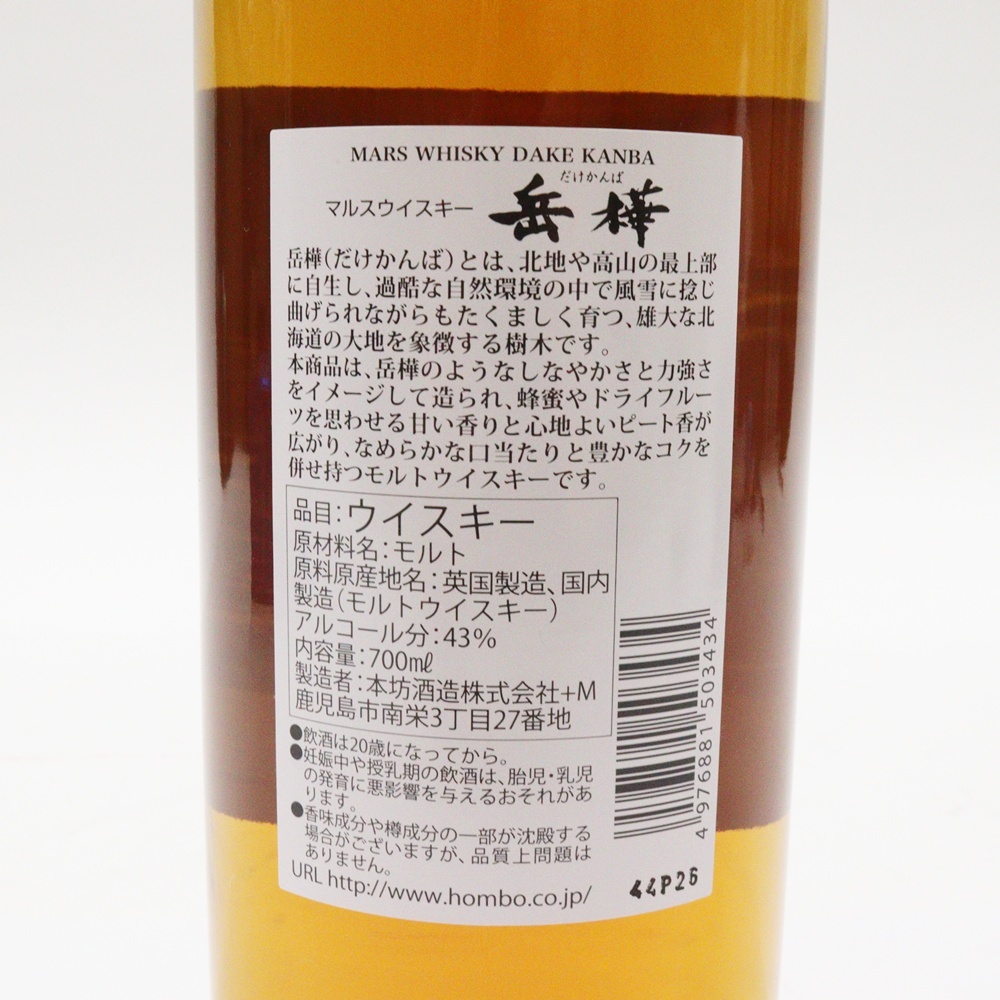 MARS WHISKY DAKE KANBA
だけかんば
マルスウイスキー 岳樺
岳樺(だけかんば)とは、北地や高山の最上部
に自生し、過酷な自然環境の中で風雪に捻じ
曲げられながらもたくましく育つ、雄大な北
海道の大地を象徴する樹木です。
本商品は、岳樺のようなしなやかさと力強さ
をイメージして造られ、蜂蜜やドライフルー
ツを思わせる甘い香りと心地よいピート香が
広がり、なめらかな口当たりと豊かなコクを
併せ持つモルトウイスキーです。
品目:ウイスキー
原材料名:モルト
原料原産地名:英国製造、国内
製造(モルトウイスキー)
アルコール分:43%
内容量:700㎖
製造者:本坊酒造株式会社+M
鹿児島市南栄3丁目27番地
●飲酒は20歳になってから。
●妊娠中や授乳期の飲酒は、胎児・乳児
の発育に悪影響を与えるおそれがあ
ります。
●香味成分や樽成分の一部が沈殿する
場合がございますが、品質上問題は
ありません。
URL http://www.hombo.co.jp/
4 976881 503434
44P26